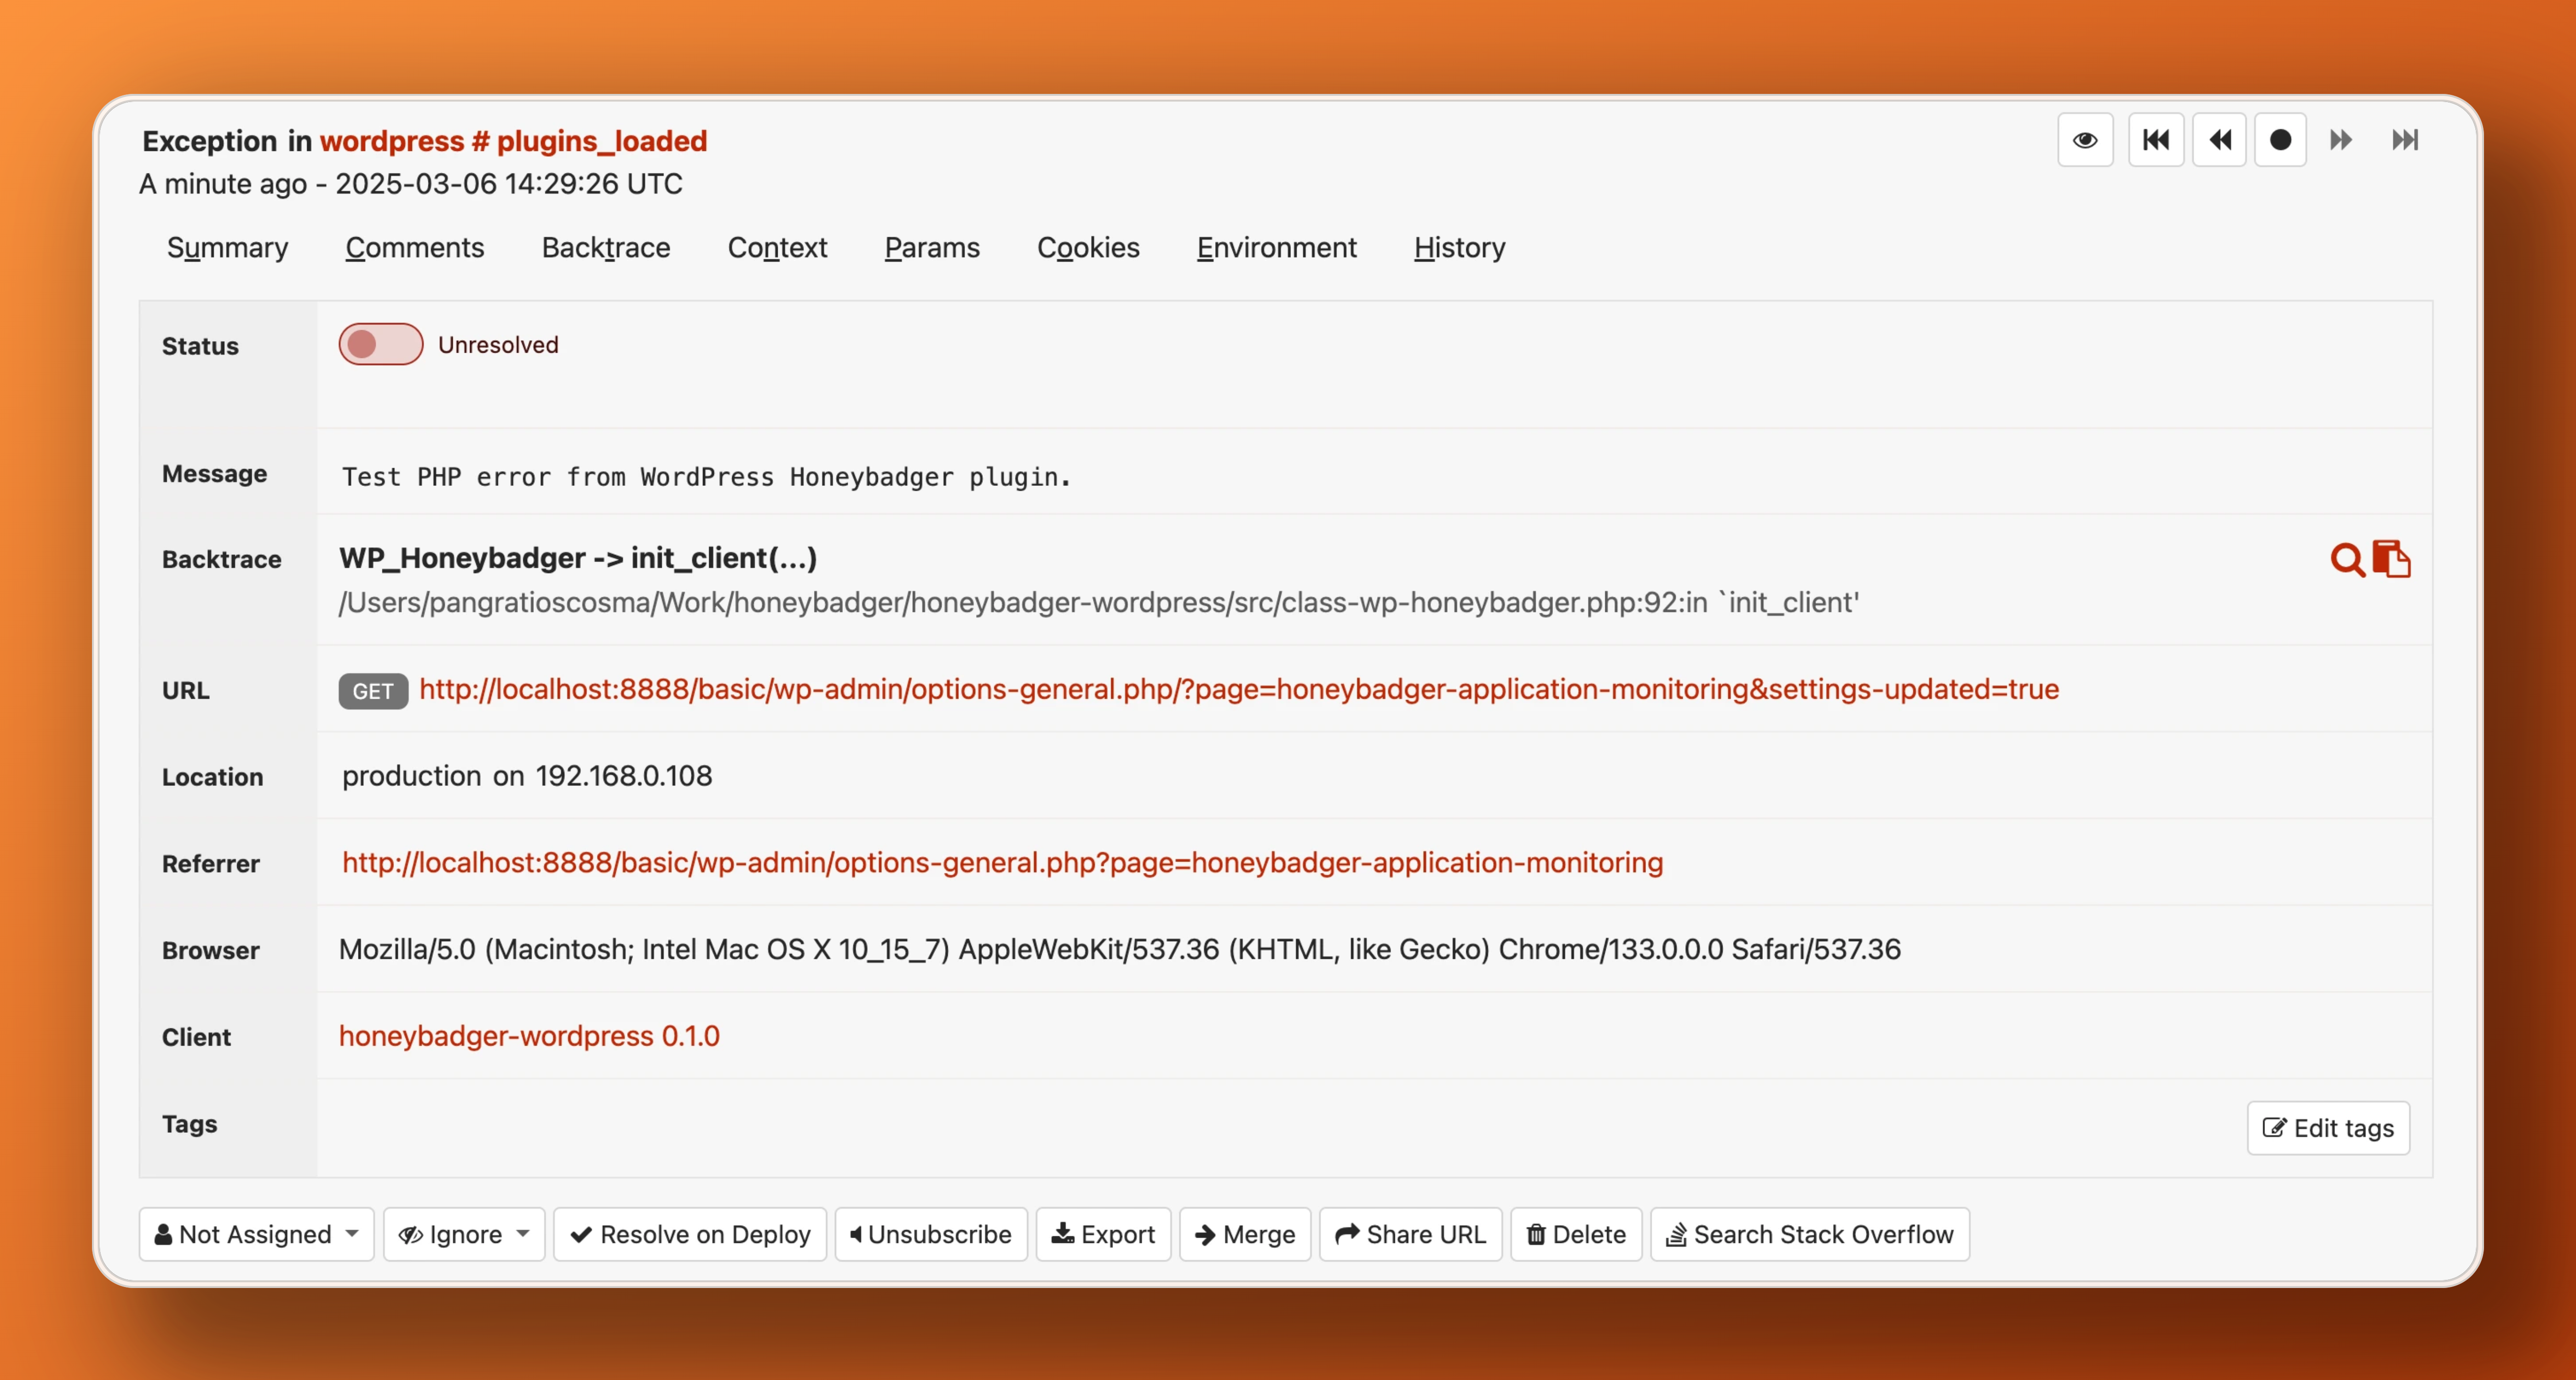 Exception in wordpress # plugins_loaded
A minute ago - 2025-03-06 14:29:26 UTC
Summary Comments Backtrace Context Params Cookies Environment History
Status Unresolved
Message Test PHP error from WordPress Honeybadger plugin.
Backtrace WP_Honeybadger -> init_client(...)
/Users/pangratioscosma/Work/honeybadger/honeybadger-wordpress/src/class-wp-honeybadger.php:92:in `init_client'
URL GET http://localhost:8888/basic/wp-admin/options-general.php/?page=honeybadger-application-monitoring&settings-updated=true
Location production on 192.168.0.108
Referrer http://localhost:8888/basic/wp-admin/options-general.php?page=honeybadger-application-monitoring
Browser Mozilla/5.0 (Macintosh; Intel Mac OS X 10_15_7) AppleWebKit/537.36 (KHTML, like Gecko) Chrome/133.0.0.0 Safari/537.36
Client honeybadger-wordpress 0.1.0
Tags Edit tags
Not Assigned Ignore Resolve on Deploy Unsubscribe Export Merge Share URL Delete Search Stack Overflow